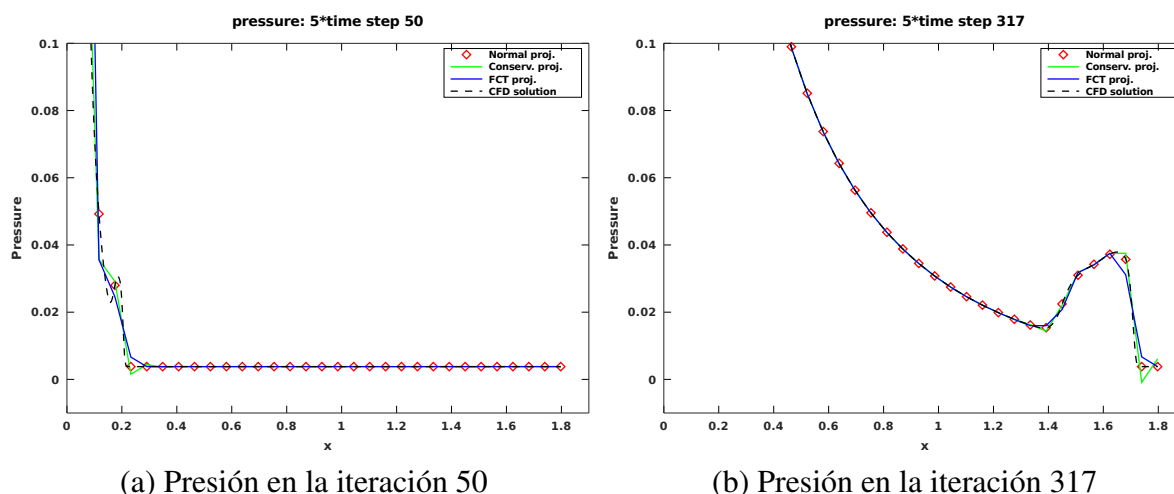 pressure: 5*time step 50
0.1
0.08
0.06
0.04
0.02
0
Pressure
Normal proj.
Conserv. proj.
FCT proj.
CFD solution
0 0.2 0.4 0.6 0.8 1 1.2 1.4 1.6 1.8
x
(a) Presión en la iteración 50
pressure: 5*time step 317
0.1
0.08
0.06
0.04
0.02
0
Pressure
Normal proj.
Conserv. proj.
FCT proj.
CFD solution
0 0.2 0.4 0.6 0.8 1 1.2 1.4 1.6 1.8
x
(b) Presión en la iteración 317